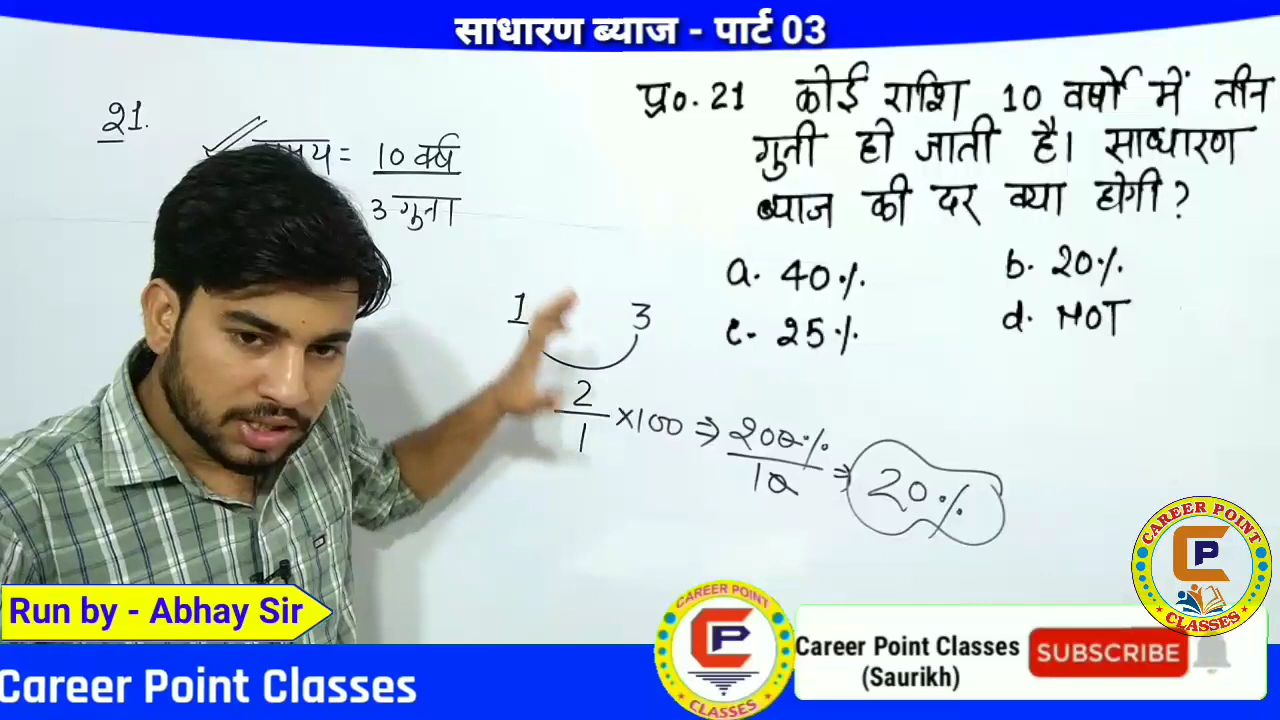 साधारण ब्याज - पार्ट 03
21.
= 10 वर्ष
3 गुना
प्र०. 21 कोई राशि 10 वर्षों में तीन
गुनी हो जाती है। साधारण
ब्याज की दर क्या होगी?
a. 40%
b. 20%
c. 25%
d. NOT
1 3
2/1 ×100 ⇒ 200%/10 ⇒ 20%
CAREER POINT
CP
CLASSES
Run by - Abhay Sir
CAREER POINT
CP
CLASSES
Career Point Classes
(Saurikh)
SUBSCRIBE
Career Point Classes